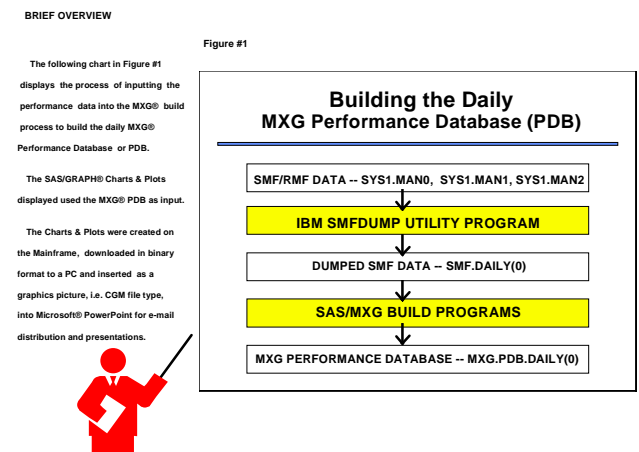 BRIEF OVERVIEW
The following chart in Figure #1
displays the process of inputting the
performance data into the MXG® build
process to build the daily MXG®
Performance Database or PDB.
The SAS/GRAPH® Charts & Plots
displayed used the MXG® PDB as input.
The Charts & Plots were created on
the Mainframe, downloaded in binary
format to a PC and inserted as a
graphics picture, i.e. CGM file type,
into Microsoft® PowerPoint for e-mail
distribution and presentations.
Figure #1
Building the Daily
MXG Performance Database (PDB)
SMF/RMF DATA -- SYS1.MAN0, SYS1.MAN1, SYS1.MAN2
IBM SMFDUMP UTILITY PROGRAM
DUMPED SMF DATA -- SMF.DAILY(0)
SAS/MXG BUILD PROGRAMS
MXG PERFORMANCE DATABASE -- MXG.PDB.DAILY(0)